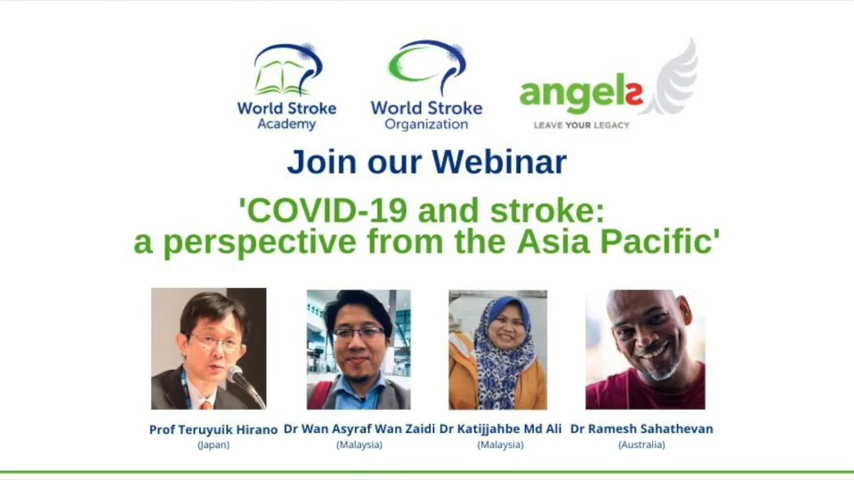 World Stroke
Academy
World Stroke
Organization
angels
LEAVE YOUR LEGACY
Join our Webinar
'COVID-19 and stroke:
a perspective from the Asia Pacific'
Prof Teruyuik Hirano
(Japan)
Dr Wan Asyraf Wan Zaidi
(Malaysia)
Dr Katijjahbe Md Ali
(Malaysia)
Dr Ramesh Sahathevan
(Australia)